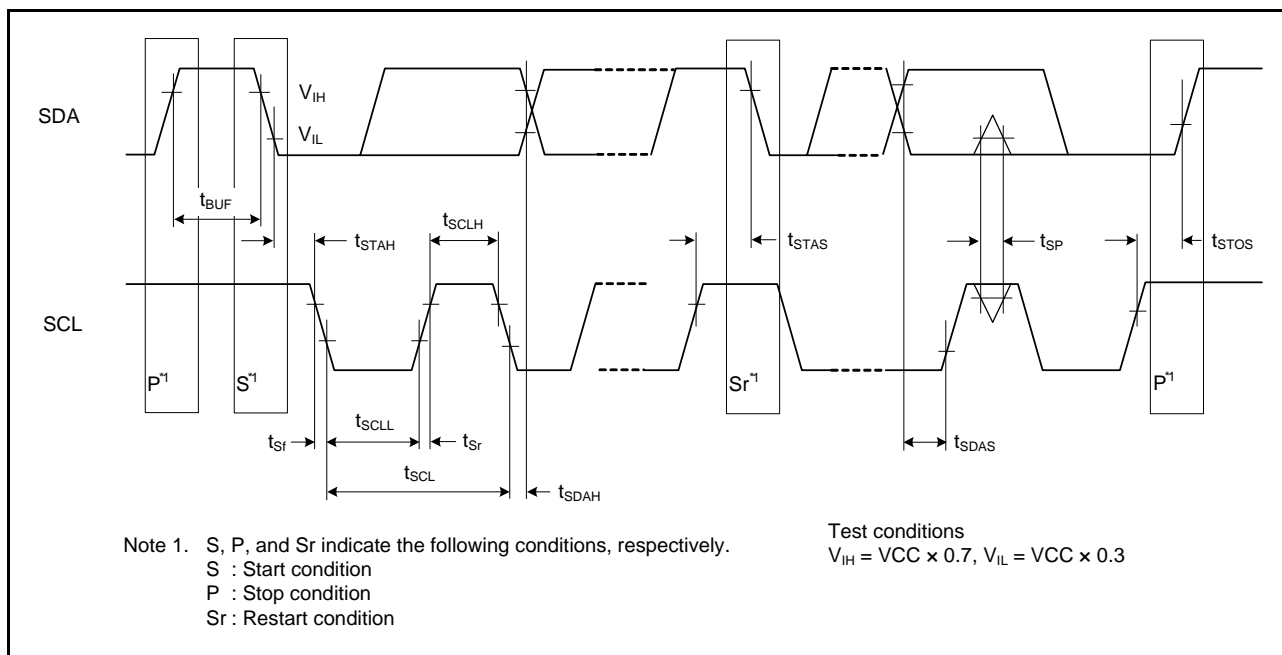 SDA
V_IH
V_IL
t_BUF
t_SCLH
t_STAH
t_STAS
t_SP
t_STOS
SCL
P*1
S*1
Sr*1
P*1
t_Sf
t_SCLL
t_Sr
t_SDAS
t_SCL
t_SDAH
Note 1. S, P, and Sr indicate the following conditions, respectively.
S : Start condition
P : Stop condition
Sr : Restart condition
Test conditions
V_IH = VCC × 0.7, V_IL = VCC × 0.3